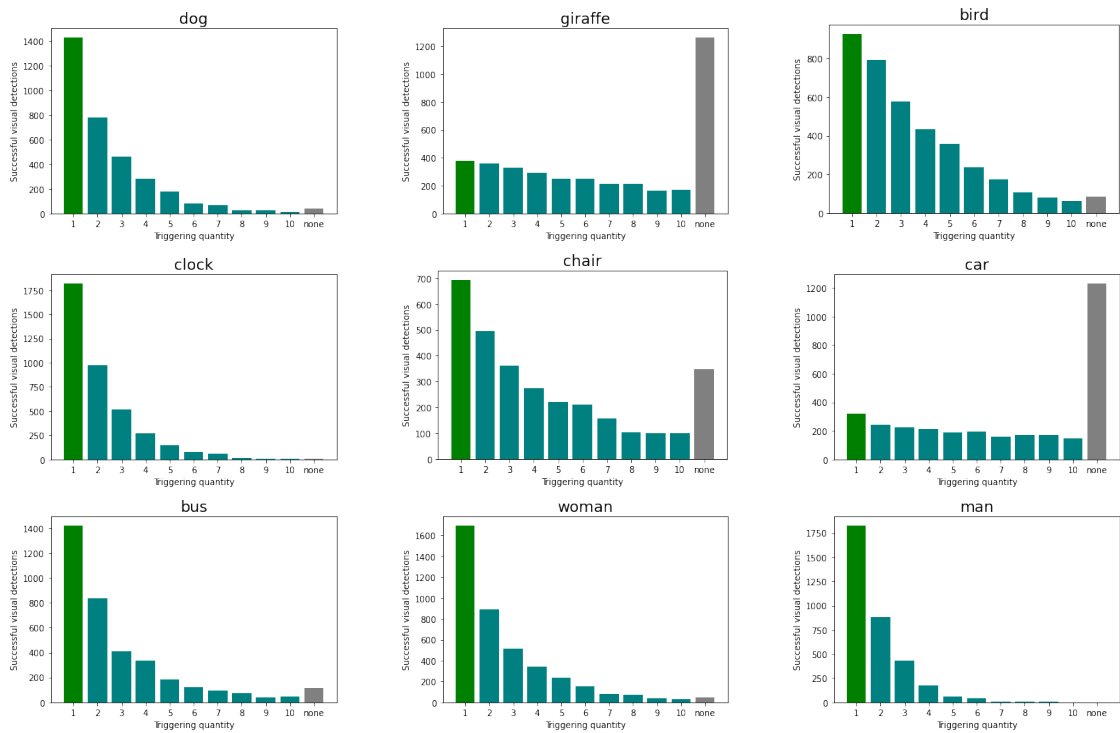 dog
Successful visual detections
1400
1200
1000
800
600
400
200
0
1 2 3 4 5 6 7 8 9 10 none
Triggering quantity
giraffe
Successful visual detections
1200
1000
800
600
400
200
0
1 2 3 4 5 6 7 8 9 10 none
Triggering quantity
bird
Successful visual detections
800
600
400
200
0
1 2 3 4 5 6 7 8 9 10 none
Triggering quantity
clock
Successful visual detections
1750
1500
1250
1000
750
500
250
0
1 2 3 4 5 6 7 8 9 10 none
Triggering quantity
chair
Successful visual detections
700
600
500
400
300
200
100
0
1 2 3 4 5 6 7 8 9 10 none
Triggering quantity
car
Successful visual detections
1200
1000
800
600
400
200
0
1 2 3 4 5 6 7 8 9 10 none
Triggering quantity
bus
Successful visual detections
1400
1200
1000
800
600
400
200
0
1 2 3 4 5 6 7 8 9 10 none
Triggering quantity
woman
Successful visual detections
1600
1400
1200
1000
800
600
400
200
0
1 2 3 4 5 6 7 8 9 10 none
Triggering quantity
man
Successful visual detections
1750
1500
1250
1000
750
500
250
0
1 2 3 4 5 6 7 8 9 10 none
Triggering quantity